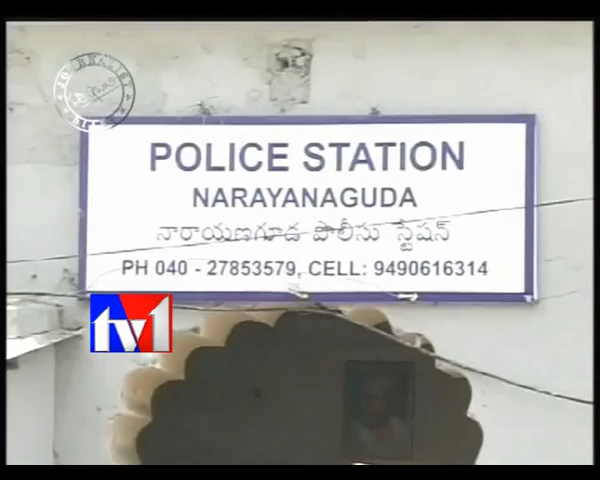 POLICE STATION
NARAYANAGUDA
నారాయణగూడ పొలీసు స్టేషన్
PH 040 - 27853579, CELL: 9490616314
tv1